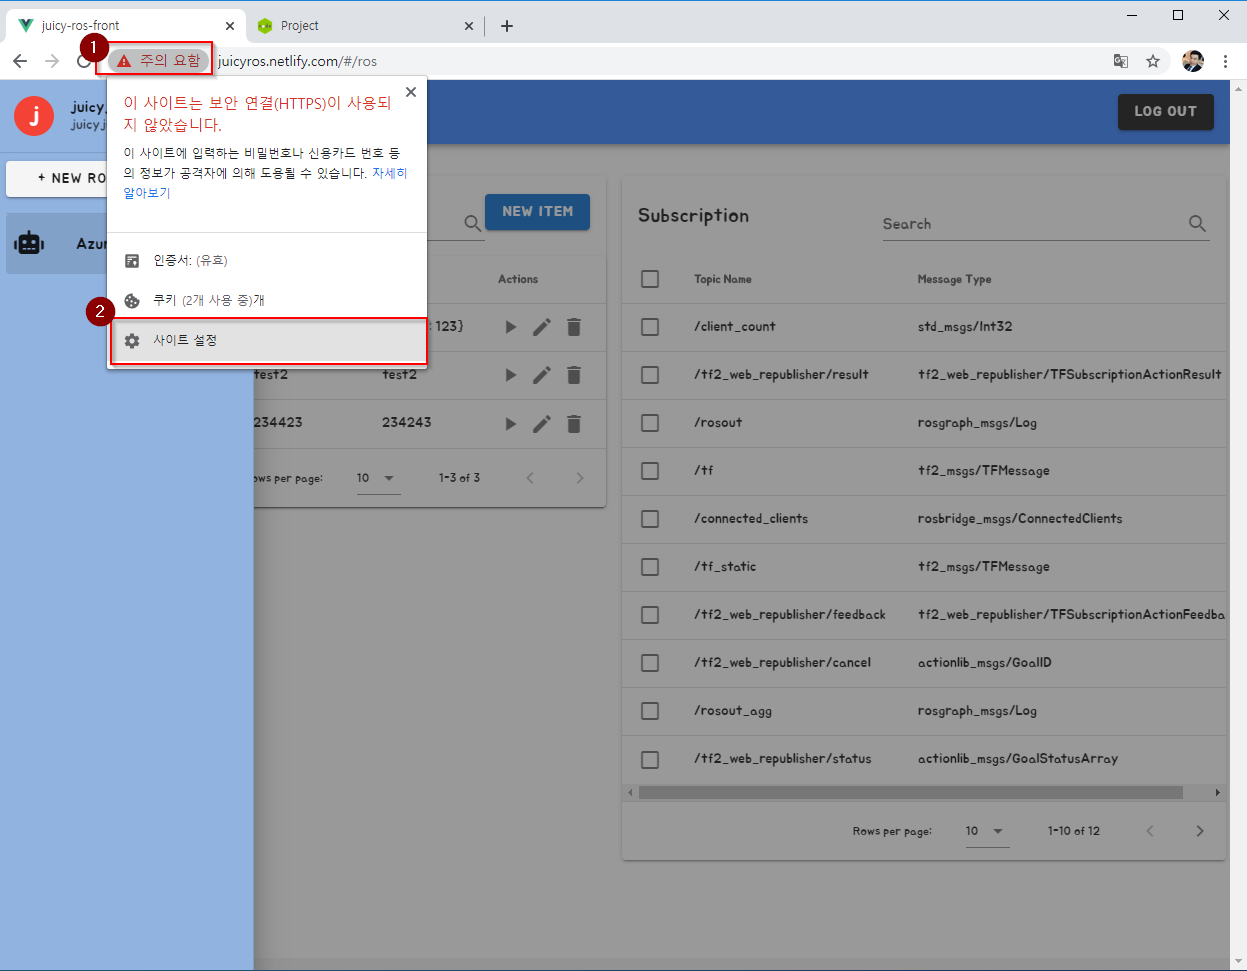 juicy-ros-front
Project
1
주의 요함
juicyros.netlify.com/#/ros
j
juicy.
juicy.j
LOG OUT
이 사이트는 보안 연결(HTTPS)이 사용되
지 않았습니다.
이 사이트에 입력하는 비밀번호나 신용카드 번호 등
의 정보가 공격자에 의해 도용될 수 있습니다. 자세히
알아보기
인증서: (유효)
쿠키 (2개 사용 중)개
2
사이트 설정
+ NEW RO
Azur
NEW ITEM
Actions
: 123}
test2 test2
234423 234243
ows per page: 10 1-3 of 3
Subscription
Search
Topic Name Message Type
/client_count std_msgs/Int32
/tf2_web_republisher/result tf2_web_republisher/TFSubscriptionActionResult
/rosout rosgraph_msgs/Log
/tf tf2_msgs/TFMessage
/connected_clients rosbridge_msgs/ConnectedClients
/tf_static tf2_msgs/TFMessage
/tf2_web_republisher/feedback tf2_web_republisher/TFSubscriptionActionFeedba
/tf2_web_republisher/cancel actionlib_msgs/GoalID
/rosout_agg rosgraph_msgs/Log
/tf2_web_republisher/status actionlib_msgs/GoalStatusArray
Rows per page: 10 1-10 of 12